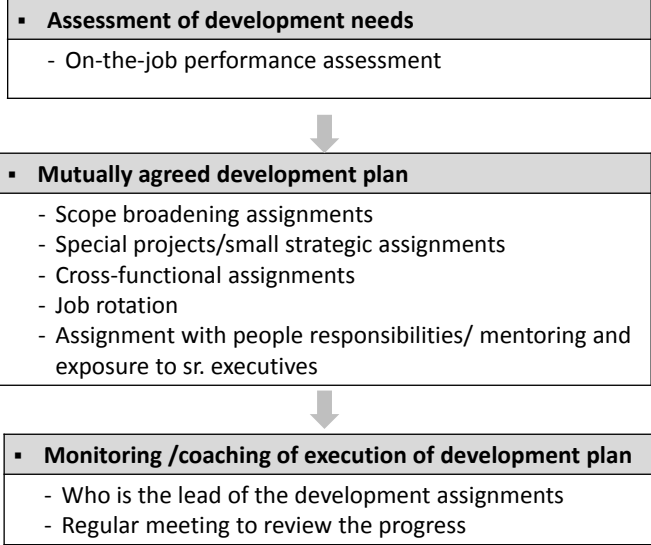 ▪ Assessment of development needs
- On-the-job performance assessment
▪ Mutually agreed development plan
- Scope broadening assignments
- Special projects/small strategic assignments
- Cross-functional assignments
- Job rotation
- Assignment with people responsibilities/ mentoring and
exposure to sr. executives
▪ Monitoring /coaching of execution of development plan
- Who is the lead of the development assignments
- Regular meeting to review the progress